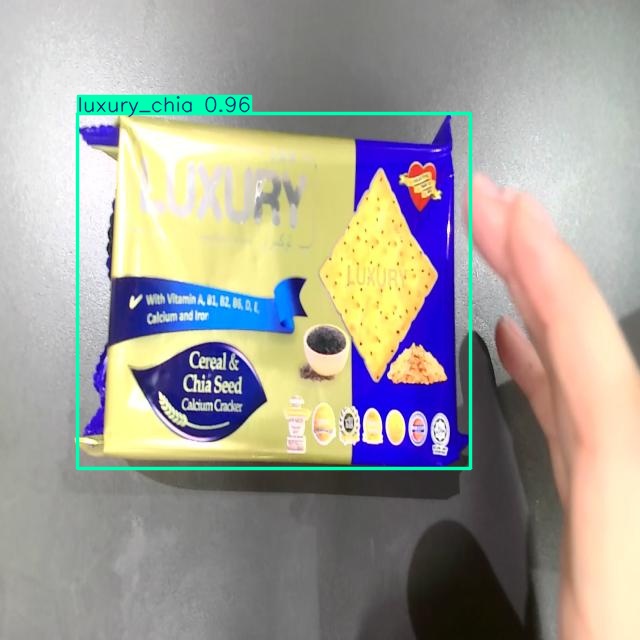 luxury_chia 0.96
LUXURY
LUXURY
With Vitamin A, B1, B2, B6, D, E,
Calcium and Iron
Cereal &
Chia Seed
Calcium Cracker